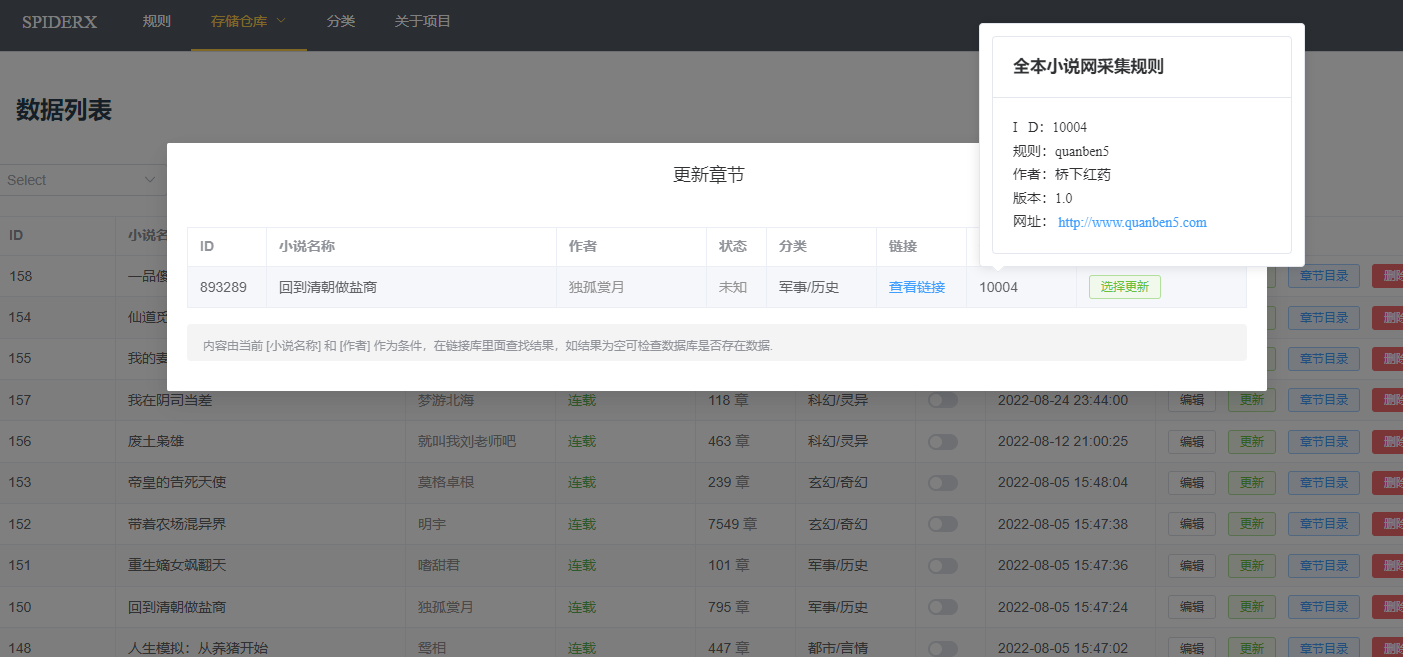 SPIDERX 规则 存储仓库 分类 关于项目
全本小说网采集规则
I D：10004
规则：quanben5
作者：桥下红药
版本：1.0
网址： http://www.quanben5.com
数据列表
Select
更新章节
ID 小说名称 作者 状态 分类 链接
893289 回到清朝做盐商 独孤赏月 未知 军事/历史 查看链接 10004 选择更新
内容由当前 [小说名称] 和 [作者] 作为条件，在链接库里面查找结果，如结果为空可检查数据库是否存在数据.
ID 小说名
158 一品傻 章节目录 删除
154 仙道觅 章节目录 删除
155 我的妻 章节目录 删除
157 我在阴司当差 梦游北海 连载 118 章 科幻/灵异 2022-08-24 23:44:00 编辑 更新 章节目录 删除
156 废土枭雄 就叫我刘老师吧 连载 463 章 科幻/灵异 2022-08-12 21:00:25 编辑 更新 章节目录 删除
153 帝皇的告死天使 莫格卓根 连载 239 章 玄幻/奇幻 2022-08-05 15:48:04 编辑 更新 章节目录 删除
152 带着农场混异界 明宇 连载 7549 章 玄幻/奇幻 2022-08-05 15:47:38 编辑 更新 章节目录 删除
151 重生嫡女飒翻天 嗜甜君 连载 101 章 军事/历史 2022-08-05 15:47:36 编辑 更新 章节目录 删除
150 回到清朝做盐商 独孤赏月 连载 795 章 军事/历史 2022-08-05 15:47:24 编辑 更新 章节目录 删除
148 人生模拟：从养猪开始 鸳相 连载 447 章 都市/言情 2022-08-05 15:47:02 编辑 更新 章节目录 删除